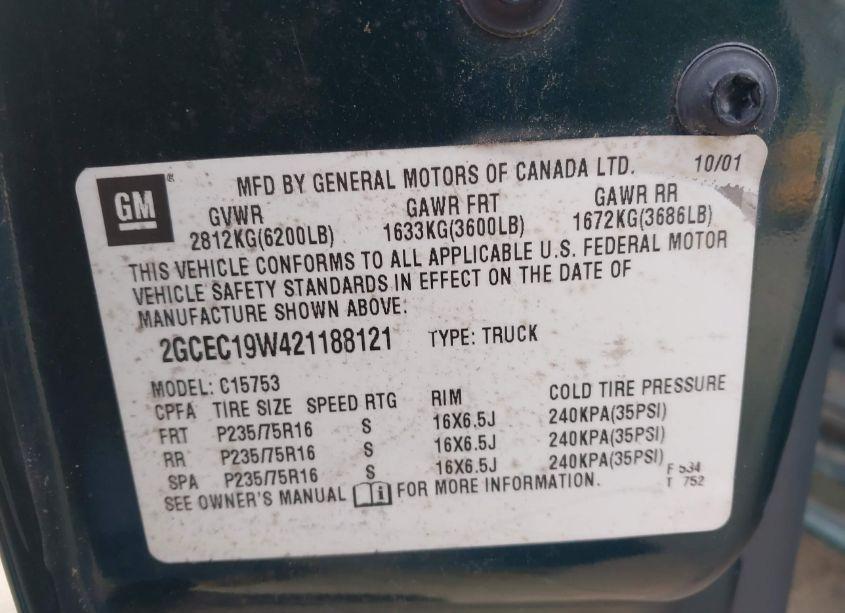 GM®
MFD BY GENERAL MOTORS OF CANADA LTD. 10/01
GVWR GAWR FRT GAWR RR
2812KG(6200LB) 1633KG(3600LB) 1672KG(3686LB)
THIS VEHICLE CONFORMS TO ALL APPLICABLE U.S. FEDERAL MOTOR
VEHICLE SAFETY STANDARDS IN EFFECT ON THE DATE OF
MANUFACTURE SHOWN ABOVE:
2GCEC19W421188121 TYPE: TRUCK
MODEL: C15753
CPFA TIRE SIZE SPEED RTG RIM COLD TIRE PRESSURE
FRT P235/75R16 S 16X6.5J 240KPA(35PSI)
RR P235/75R16 S 16X6.5J 240KPA(35PSI)
SPA P235/75R16 S 16X6.5J 240KPA(35PSI)
SEE OWNER'S MANUAL FOR MORE INFORMATION.
F 534
T 752